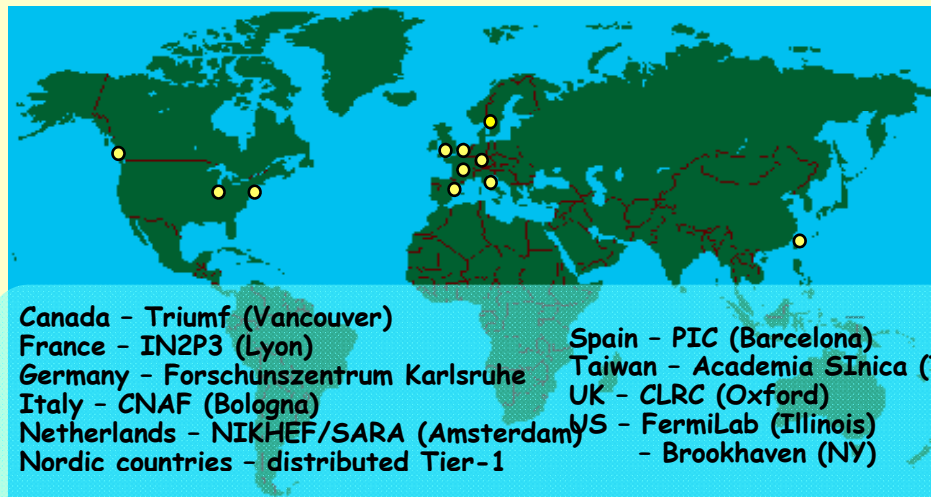 Canada – Triumf (Vancouver)
France – IN2P3 (Lyon)
Germany – Forschunszentrum Karlsruhe
Italy – CNAF (Bologna)
Netherlands – NIKHEF/SARA (Amsterdam)
Nordic countries – distributed Tier-1
Spain – PIC (Barcelona)
Taiwan – Academia SInica (
UK – CLRC (Oxford)
US – FermiLab (Illinois)
– Brookhaven (NY)